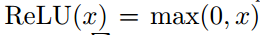 ReLU(x) = max(0, x)